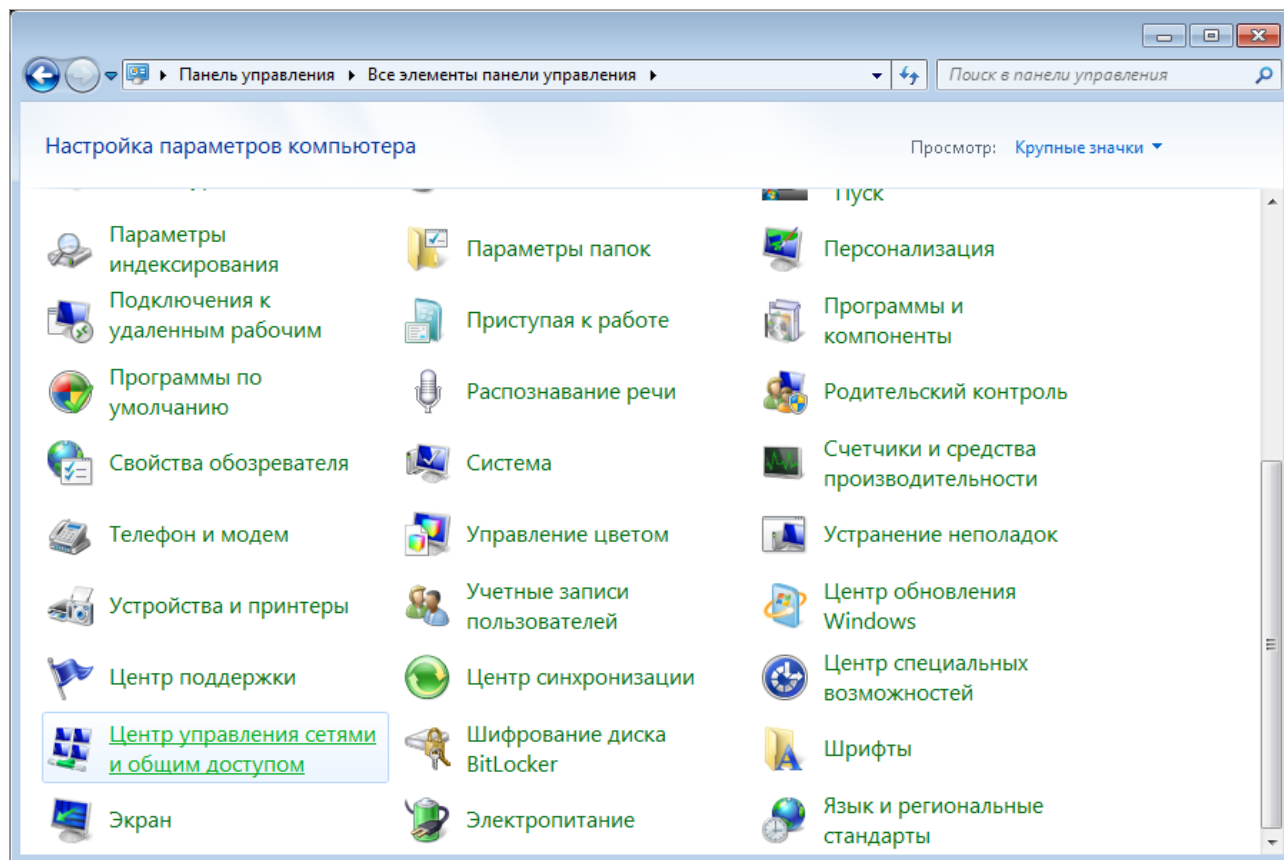 Панель управления
Все элементы панели управления
Поиск в панели управления
Настройка параметров компьютера
Просмотр: Крупные значки
Пуск
Параметры
индексирования
Параметры папок
Персонализация
Подключения к
удаленным рабочим
Приступая к работе
Программы и
компоненты
Программы по
умолчанию
Распознавание речи
Родительский контроль
Свойства обозревателя
Система
Счетчики и средства
производительности
Телефон и модем
Управление цветом
Устранение неполадок
Устройства и принтеры
Учетные записи
пользователей
Центр обновления
Windows
Центр поддержки
Центр синхронизации
Центр специальных
возможностей
Центр управления сетями
и общим доступом
Шифрование диска
BitLocker
Шрифты
Экран
Электропитание
Язык и региональные
стандарты